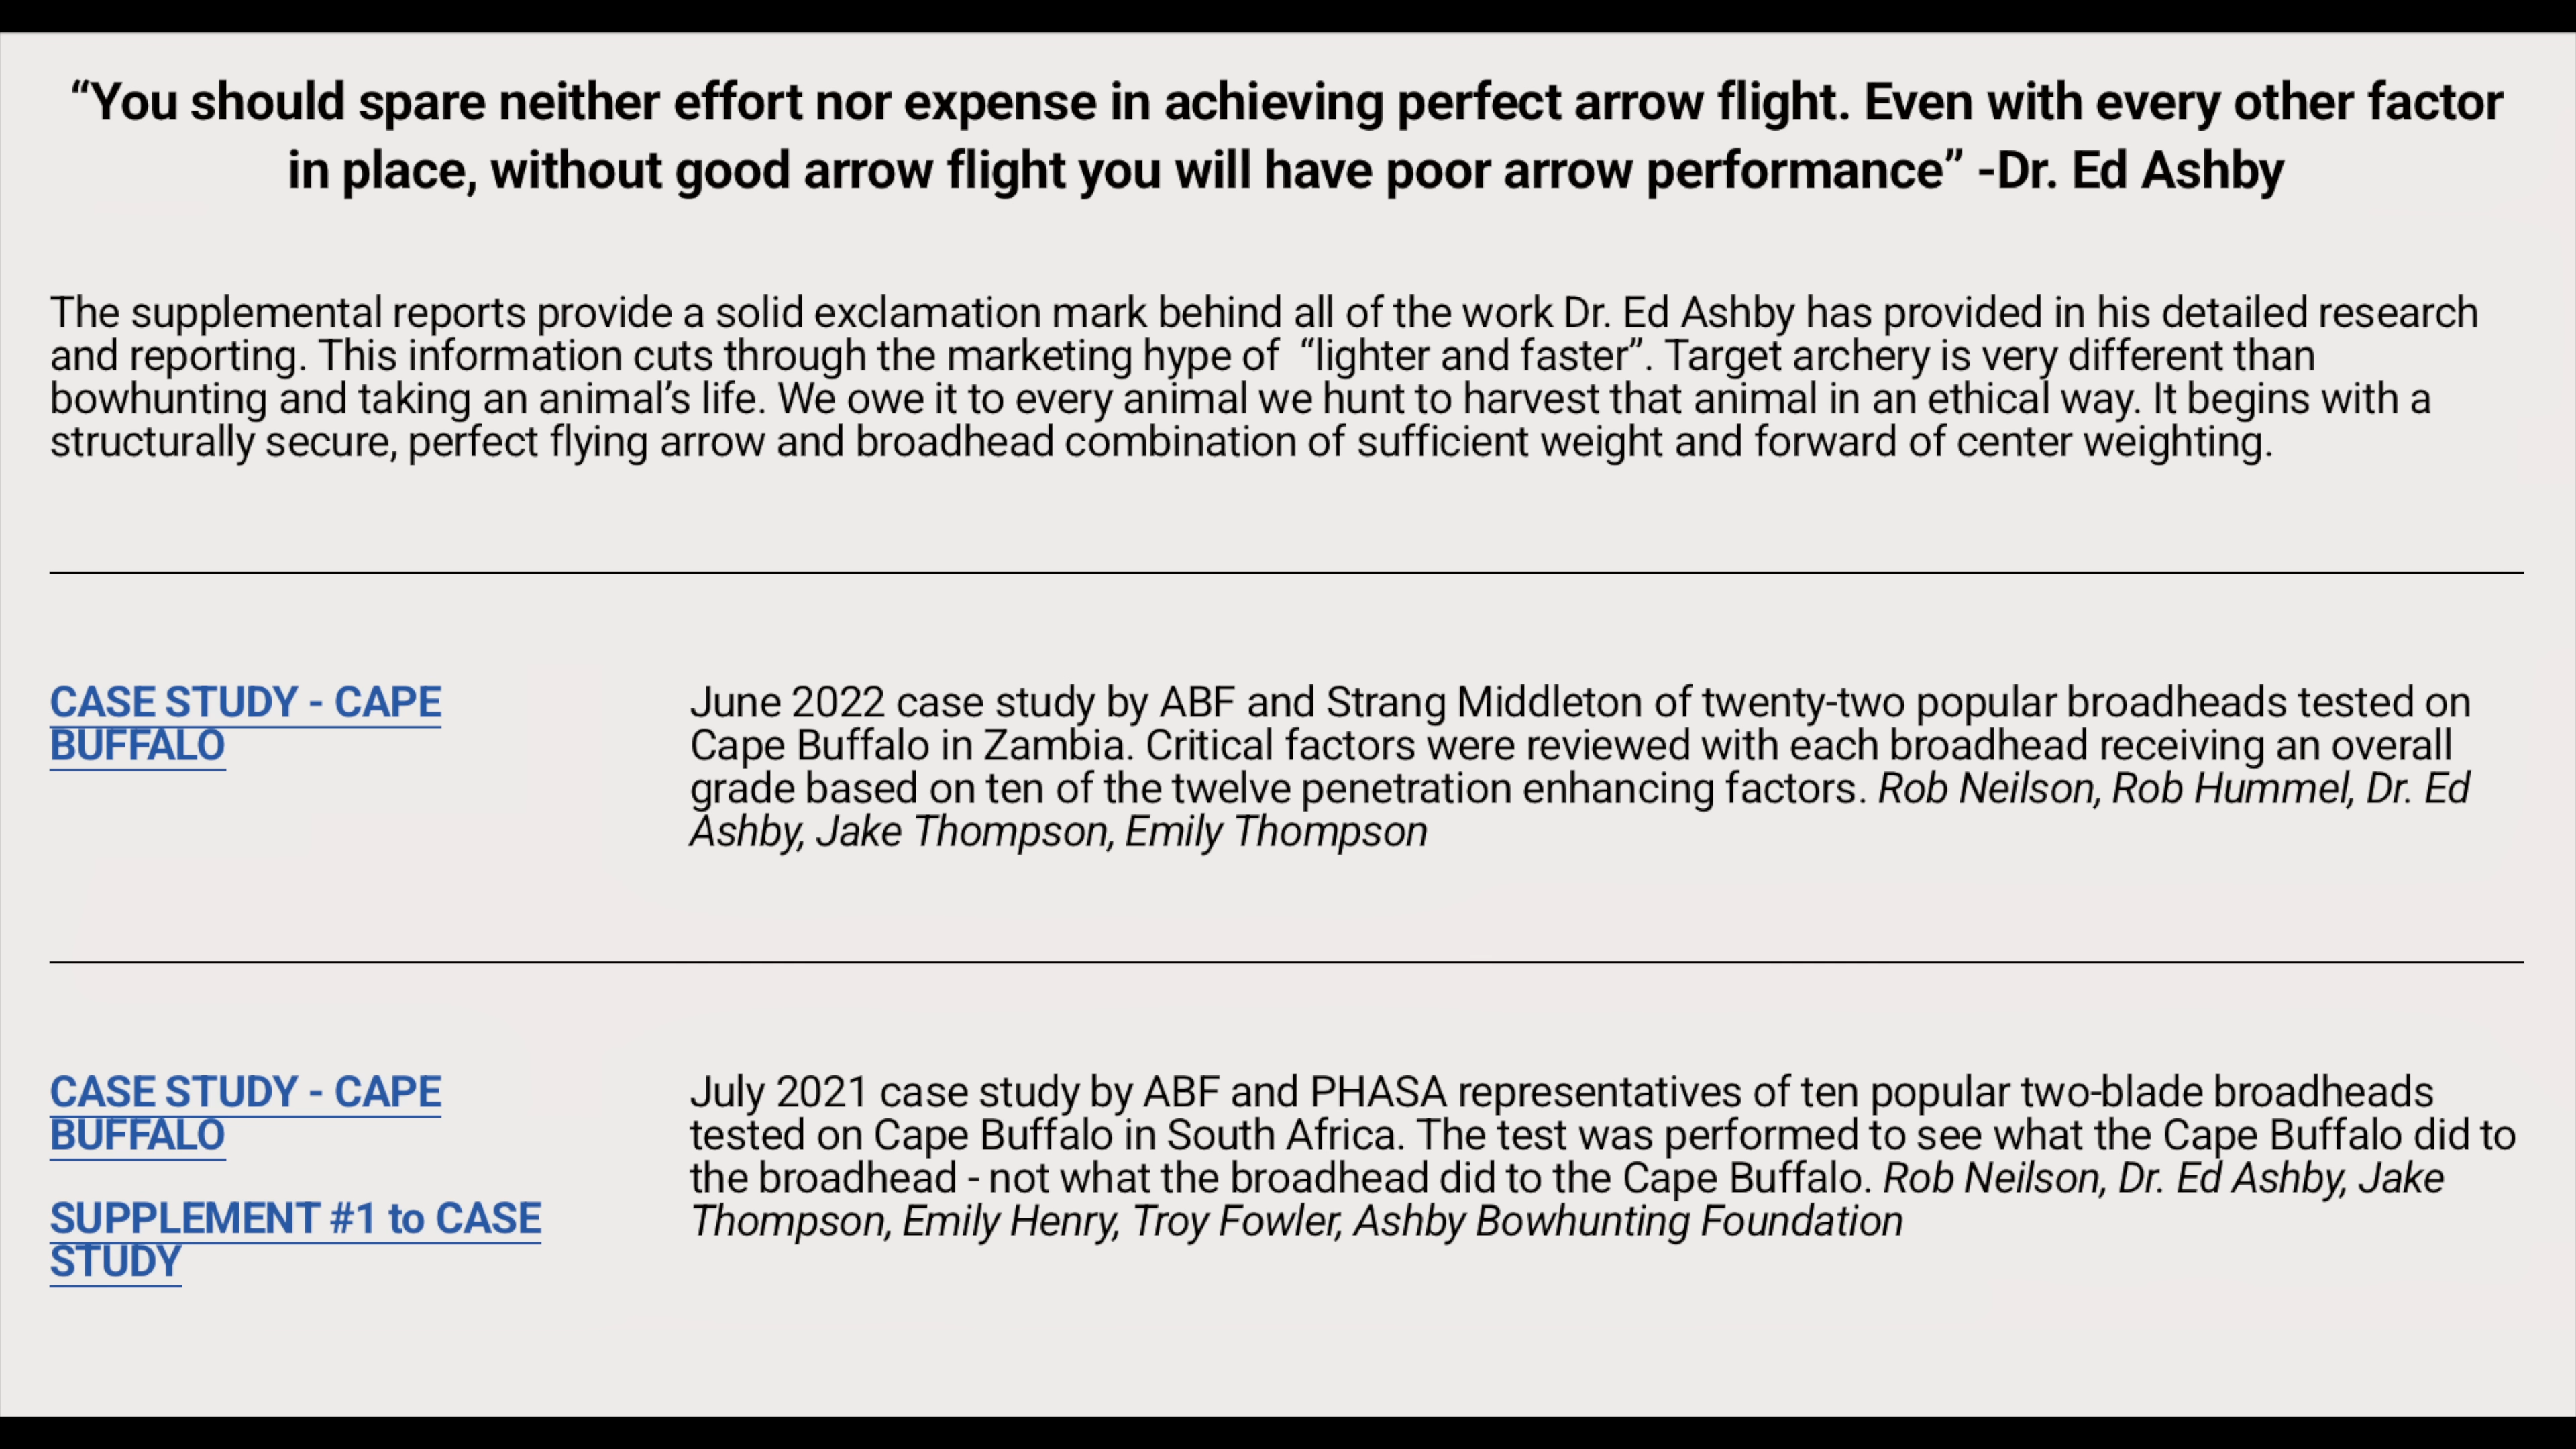 “You should spare neither effort nor expense in achieving perfect arrow flight. Even with every other factor
in place, without good arrow flight you will have poor arrow performance” -Dr. Ed Ashby
The supplemental reports provide a solid exclamation mark behind all of the work Dr. Ed Ashby has provided in his detailed research
and reporting. This information cuts through the marketing hype of  “lighter and faster”. Target archery is very different than
bowhunting and taking an animal’s life. We owe it to every animal we hunt to harvest that animal in an ethical way. It begins with a
structurally secure, perfect flying arrow and broadhead combination of sufficient weight and forward of center weighting.
CASE STUDY - CAPE
BUFFALO
June 2022 case study by ABF and Strang Middleton of twenty-two popular broadheads tested on
Cape Buffalo in Zambia. Critical factors were reviewed with each broadhead receiving an overall
grade based on ten of the twelve penetration enhancing factors. Rob Neilson, Rob Hummel, Dr. Ed
Ashby, Jake Thompson, Emily Thompson
CASE STUDY - CAPE
BUFFALO
SUPPLEMENT #1 to CASE
STUDY
July 2021 case study by ABF and PHASA representatives of ten popular two-blade broadheads
tested on Cape Buffalo in South Africa. The test was performed to see what the Cape Buffalo did to
the broadhead - not what the broadhead did to the Cape Buffalo. Rob Neilson, Dr. Ed Ashby, Jake
Thompson, Emily Henry, Troy Fowler, Ashby Bowhunting Foundation